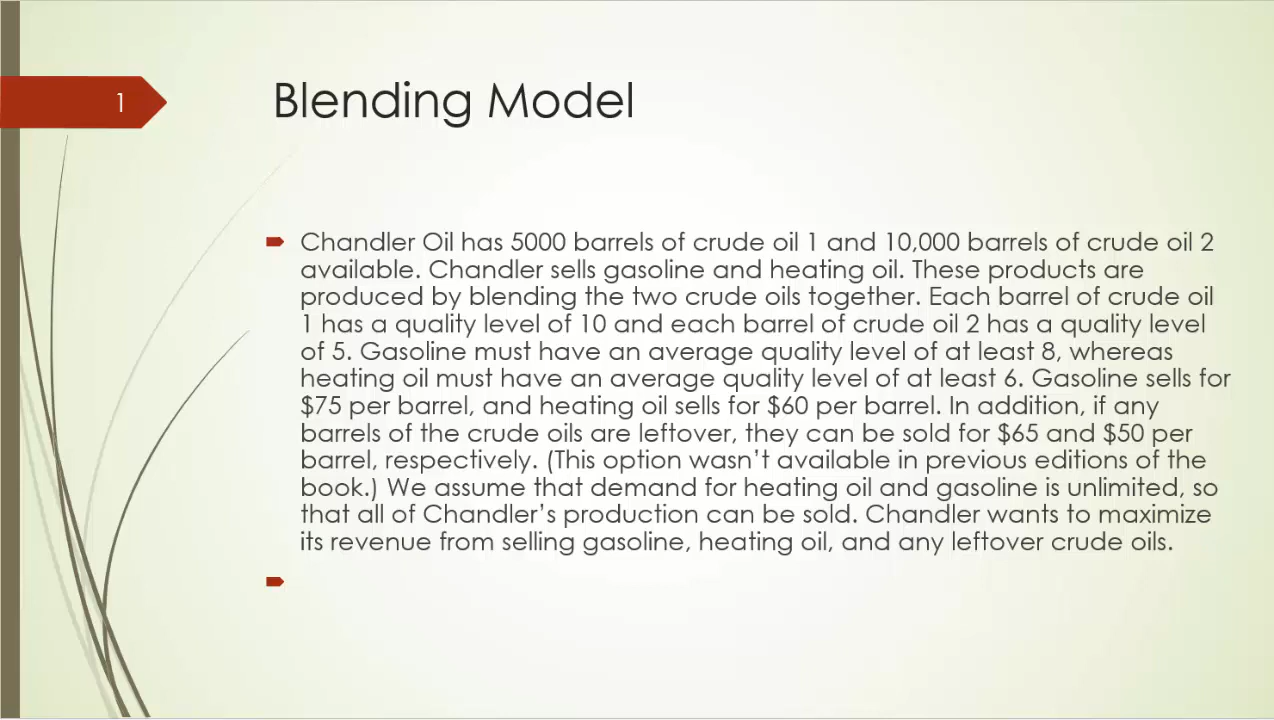 1
Blending Model
Chandler Oil has 5000 barrels of crude oil 1 and 10,000 barrels of crude oil 2
available. Chandler sells gasoline and heating oil. These products are
produced by blending the two crude oils together. Each barrel of crude oil
1 has a quality level of 10 and each barrel of crude oil 2 has a quality level
of 5. Gasoline must have an average quality level of at least 8, whereas
heating oil must have an average quality level of at least 6. Gasoline sells for
$75 per barrel, and heating oil sells for $60 per barrel. In addition, if any
barrels of the crude oils are leftover, they can be sold for $65 and $50 per
barrel, respectively. (This option wasn’t available in previous editions of the
book.) We assume that demand for heating oil and gasoline is unlimited, so
that all of Chandler’s production can be sold. Chandler wants to maximize
its revenue from selling gasoline, heating oil, and any leftover crude oils.